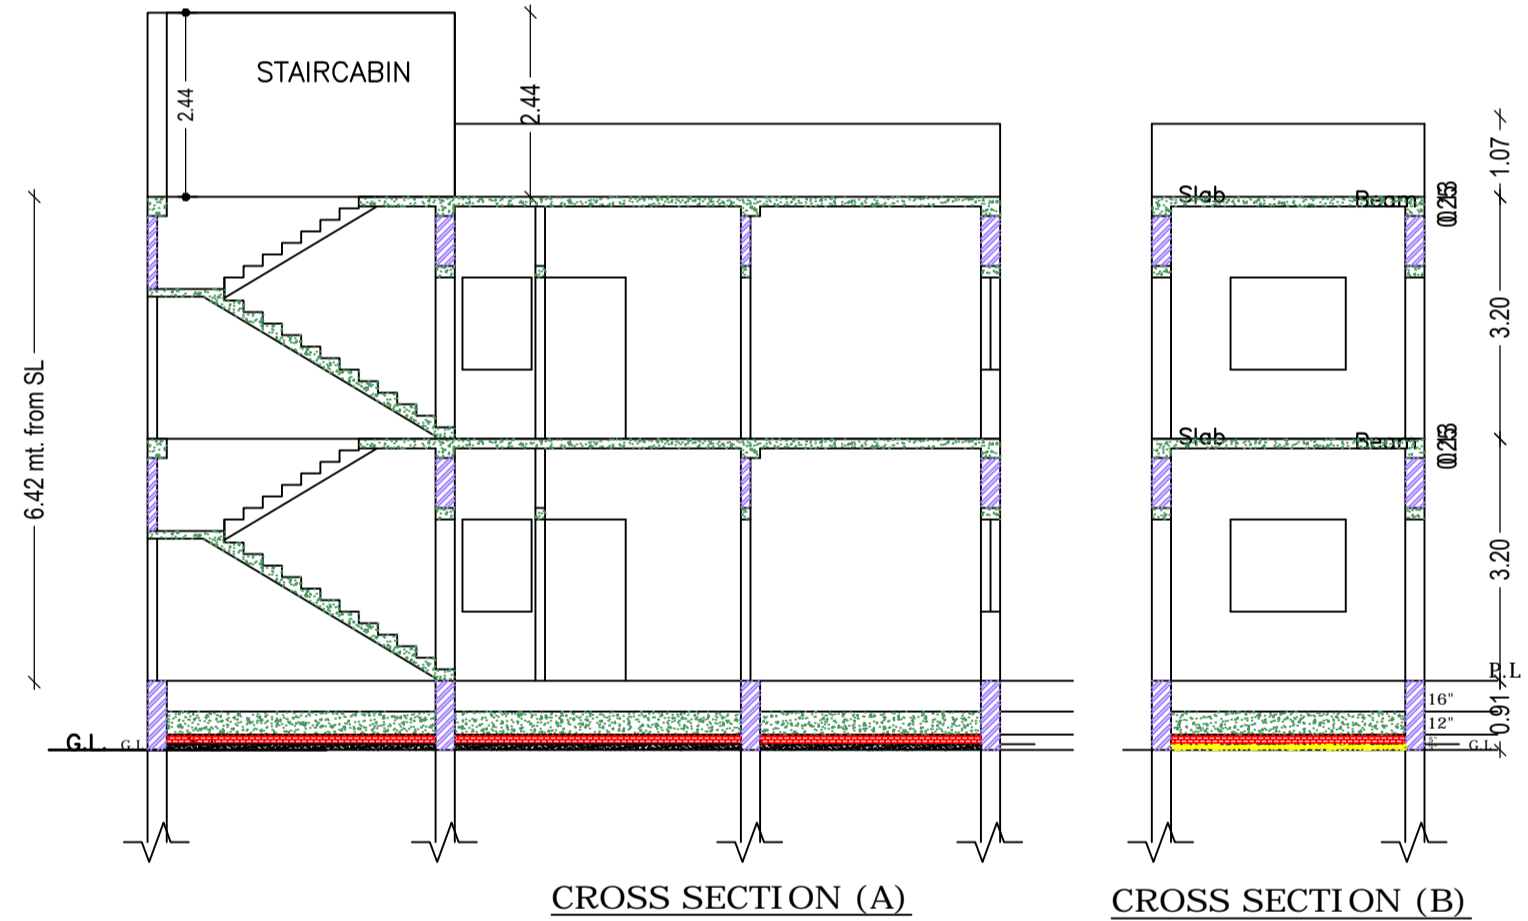 STAIRCABIN
2.44
2.44
6.42 mt. from SL
G.L.
G.L
CROSS SECTION (A)
1.07
Slab
Beam
3.20
Slab
Beam
3.20
P.L
16"
12"
0.91
G.L
CROSS SECTION (B)